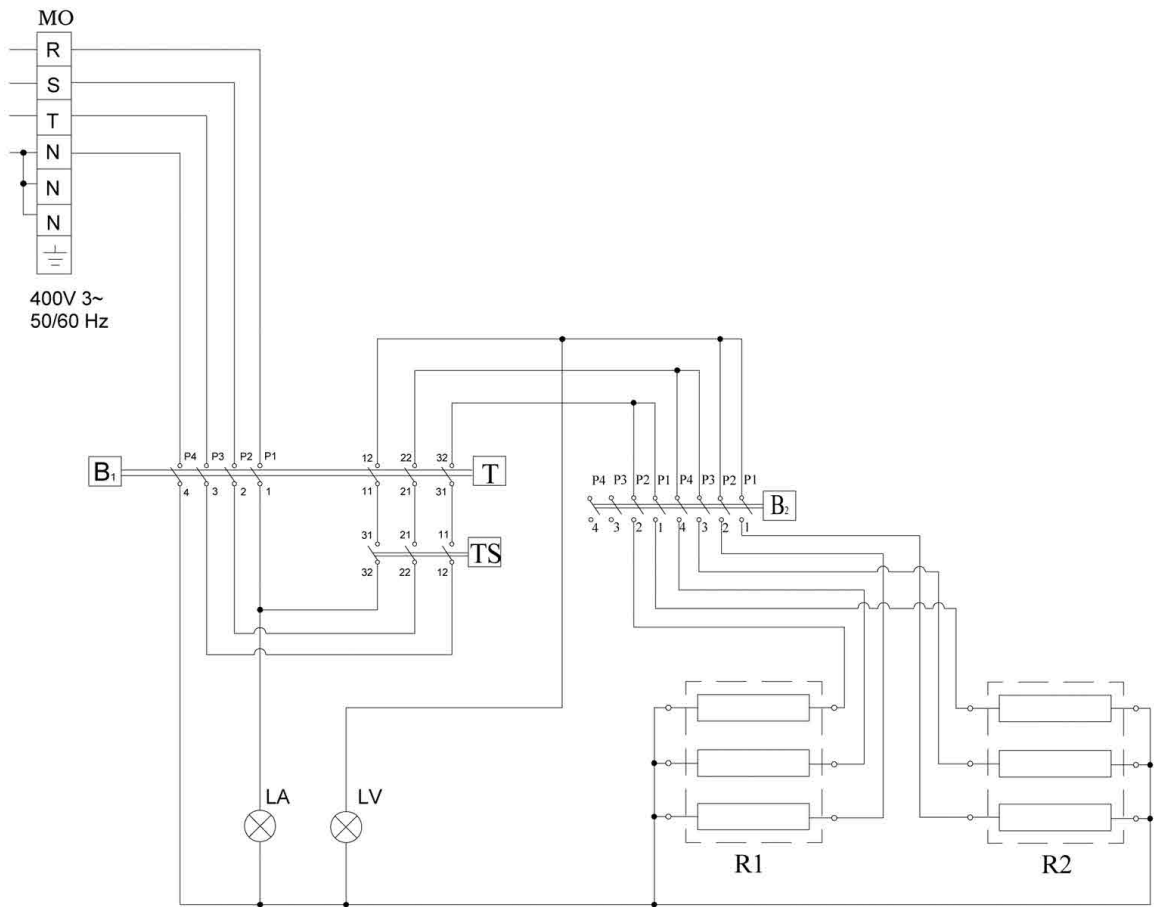 MO
R
S
T
N
N
N
400V 3~
50/60 Hz
12 22 32
P4 P3 P2 P1
B1 T
4 3 2 1 11 21 31
P4 P3 P2 P1 P4 P3 P2 P1
B2
4 3 2 1 4 3 2 1
31 21 11
TS
32 22 12
LA LV
R1 R2